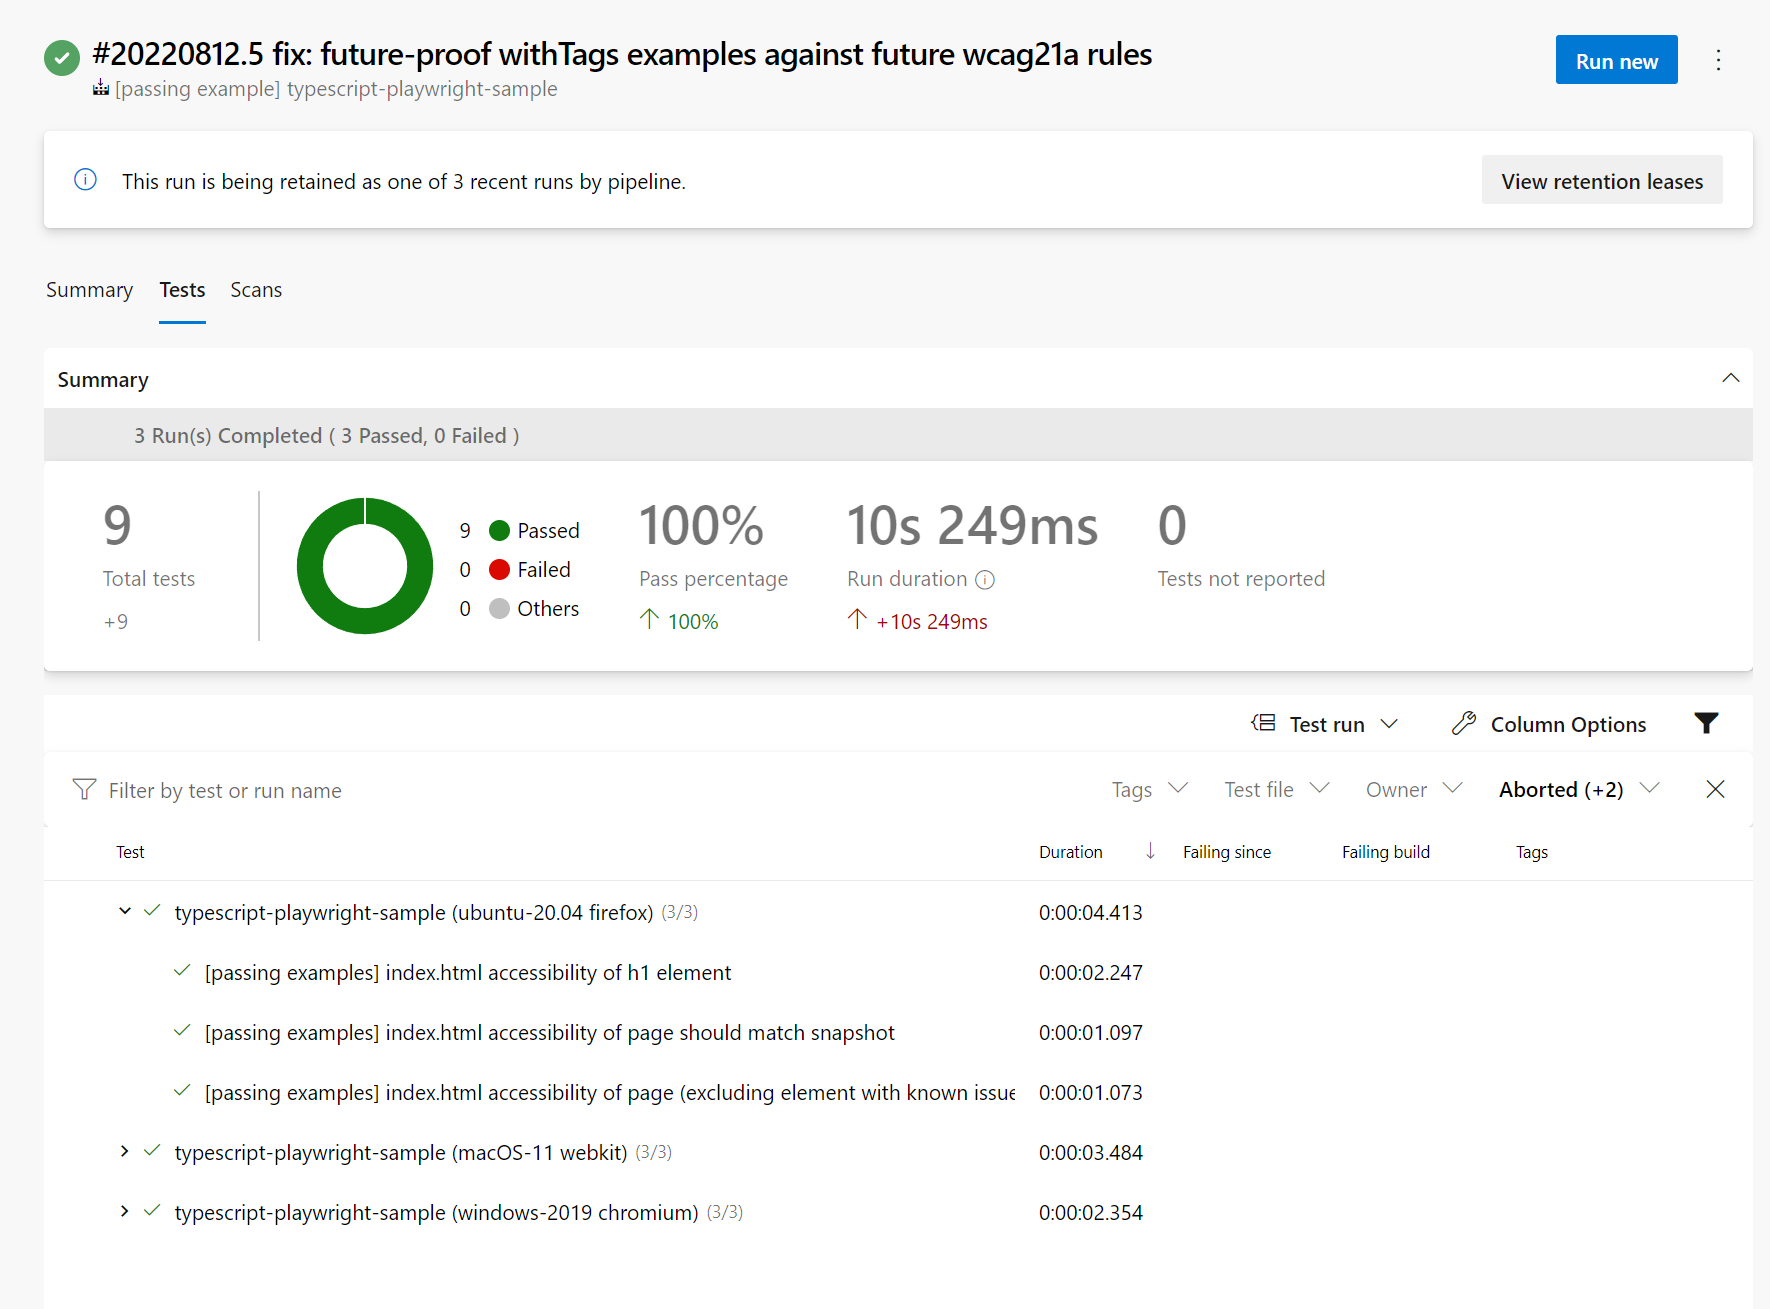 #20220812.5 fix: future-proof withTags examples against future wcag21a rules
[passing example] typescript-playwright-sample
Run new
This run is being retained as one of 3 recent runs by pipeline.
View retention leases
Summary Tests Scans
Summary
3 Run(s) Completed ( 3 Passed, 0 Failed )
9
Total tests
+9
9 Passed
0 Failed
0 Others
100%
Pass percentage
100%
10s 249ms
Run duration
+10s 249ms
0
Tests not reported
Test run Column Options
Filter by test or run name Tags Test file Owner Aborted (+2)
Test Duration Failing since Failing build Tags
typescript-playwright-sample (ubuntu-20.04 firefox) (3/3) 0:00:04.413
[passing examples] index.html accessibility of h1 element 0:00:02.247
[passing examples] index.html accessibility of page should match snapshot 0:00:01.097
[passing examples] index.html accessibility of page (excluding element with known issue 0:00:01.073
typescript-playwright-sample (macOS-11 webkit) (3/3) 0:00:03.484
typescript-playwright-sample (windows-2019 chromium) (3/3) 0:00:02.354